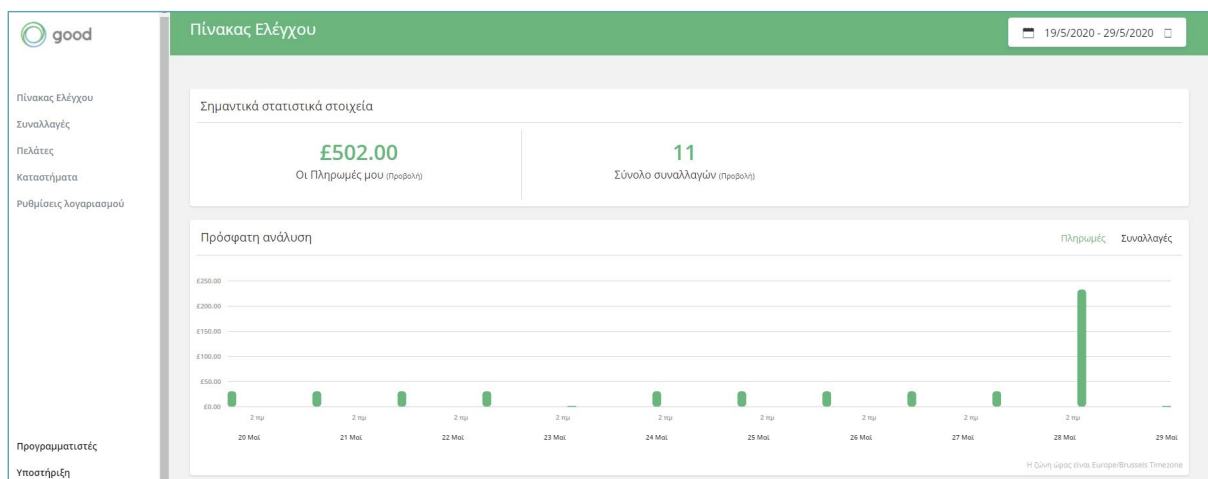 good
Πίνακας Ελέγχου
19/5/2020 - 29/5/2020
Πίνακας Ελέγχου
Συναλλαγές
Πελάτες
Καταστήματα
Ρυθμίσεις λογαριασμού
Προγραμματιστές
Υποστήριξη
Σημαντικά στατιστικά στοιχεία
£502.00
Οι Πληρωμές μου (Προβολή)
11
Σύνολο συναλλαγών (Προβολή)
Πρόσφατη ανάλυση
Πληρωμές Συναλλαγές
£250.00
£200.00
£150.00
£100.00
£50.00
£0.00
2 πμ 2 πμ 2 πμ 2 πμ 2 πμ 2 πμ 2 πμ 2 πμ 2 πμ
20 Μαΐ 21 Μαΐ 22 Μαΐ 23 Μαΐ 24 Μαΐ 25 Μαΐ 26 Μαΐ 27 Μαΐ 28 Μαΐ 29 Μαΐ
Η ζώνη ώρας είναι Europe/Brussels Timezone